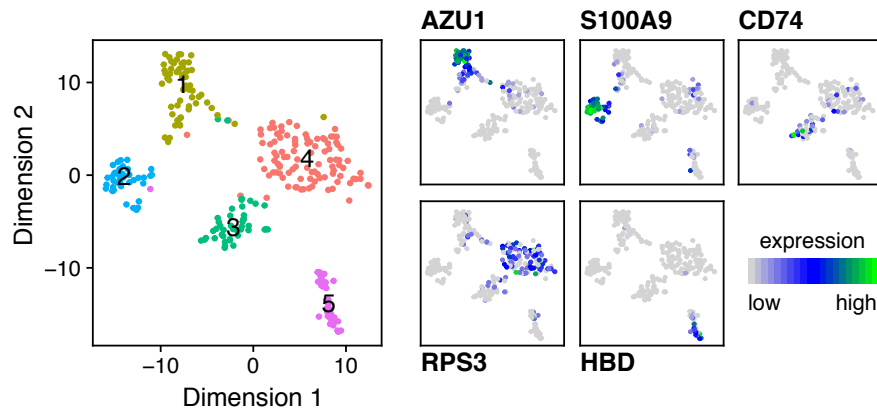 AZU1
S100A9
CD74
Dimension 2
10
0
−10
1
2
3
4
5
−10
0
10
Dimension 1
RPS3
HBD
expression
low
high